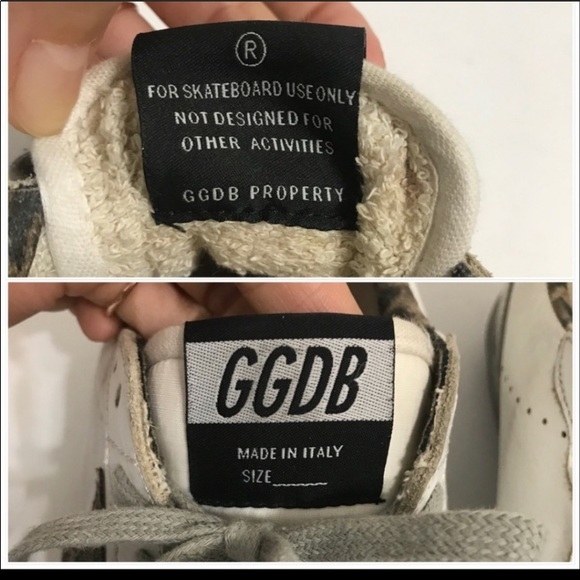 ®
FOR SKATEBOARD USE ONLY
NOT DESIGNED FOR
OTHER ACTIVITIES
GGDB PROPERTY
GGDB
MADE IN ITALY
SIZE______